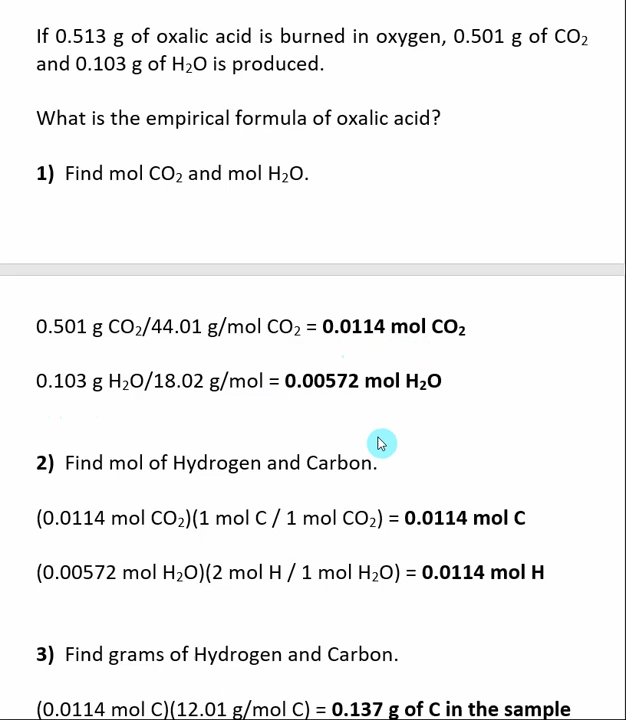 If 0.513 g of oxalic acid is burned in oxygen, 0.501 g of CO₂
and 0.103 g of H₂O is produced.
What is the empirical formula of oxalic acid?
1) Find mol CO₂ and mol H₂O.
0.501 g CO₂/44.01 g/mol CO₂ = 0.0114 mol CO₂
0.103 g H₂O/18.02 g/mol = 0.00572 mol H₂O
2) Find mol of Hydrogen and Carbon.
(0.0114 mol CO₂)(1 mol C / 1 mol CO₂) = 0.0114 mol C
(0.00572 mol H₂O)(2 mol H / 1 mol H₂O) = 0.0114 mol H
3) Find grams of Hydrogen and Carbon.
(0.0114 mol C)(12.01 g/mol C) = 0.137 g of C in the sample